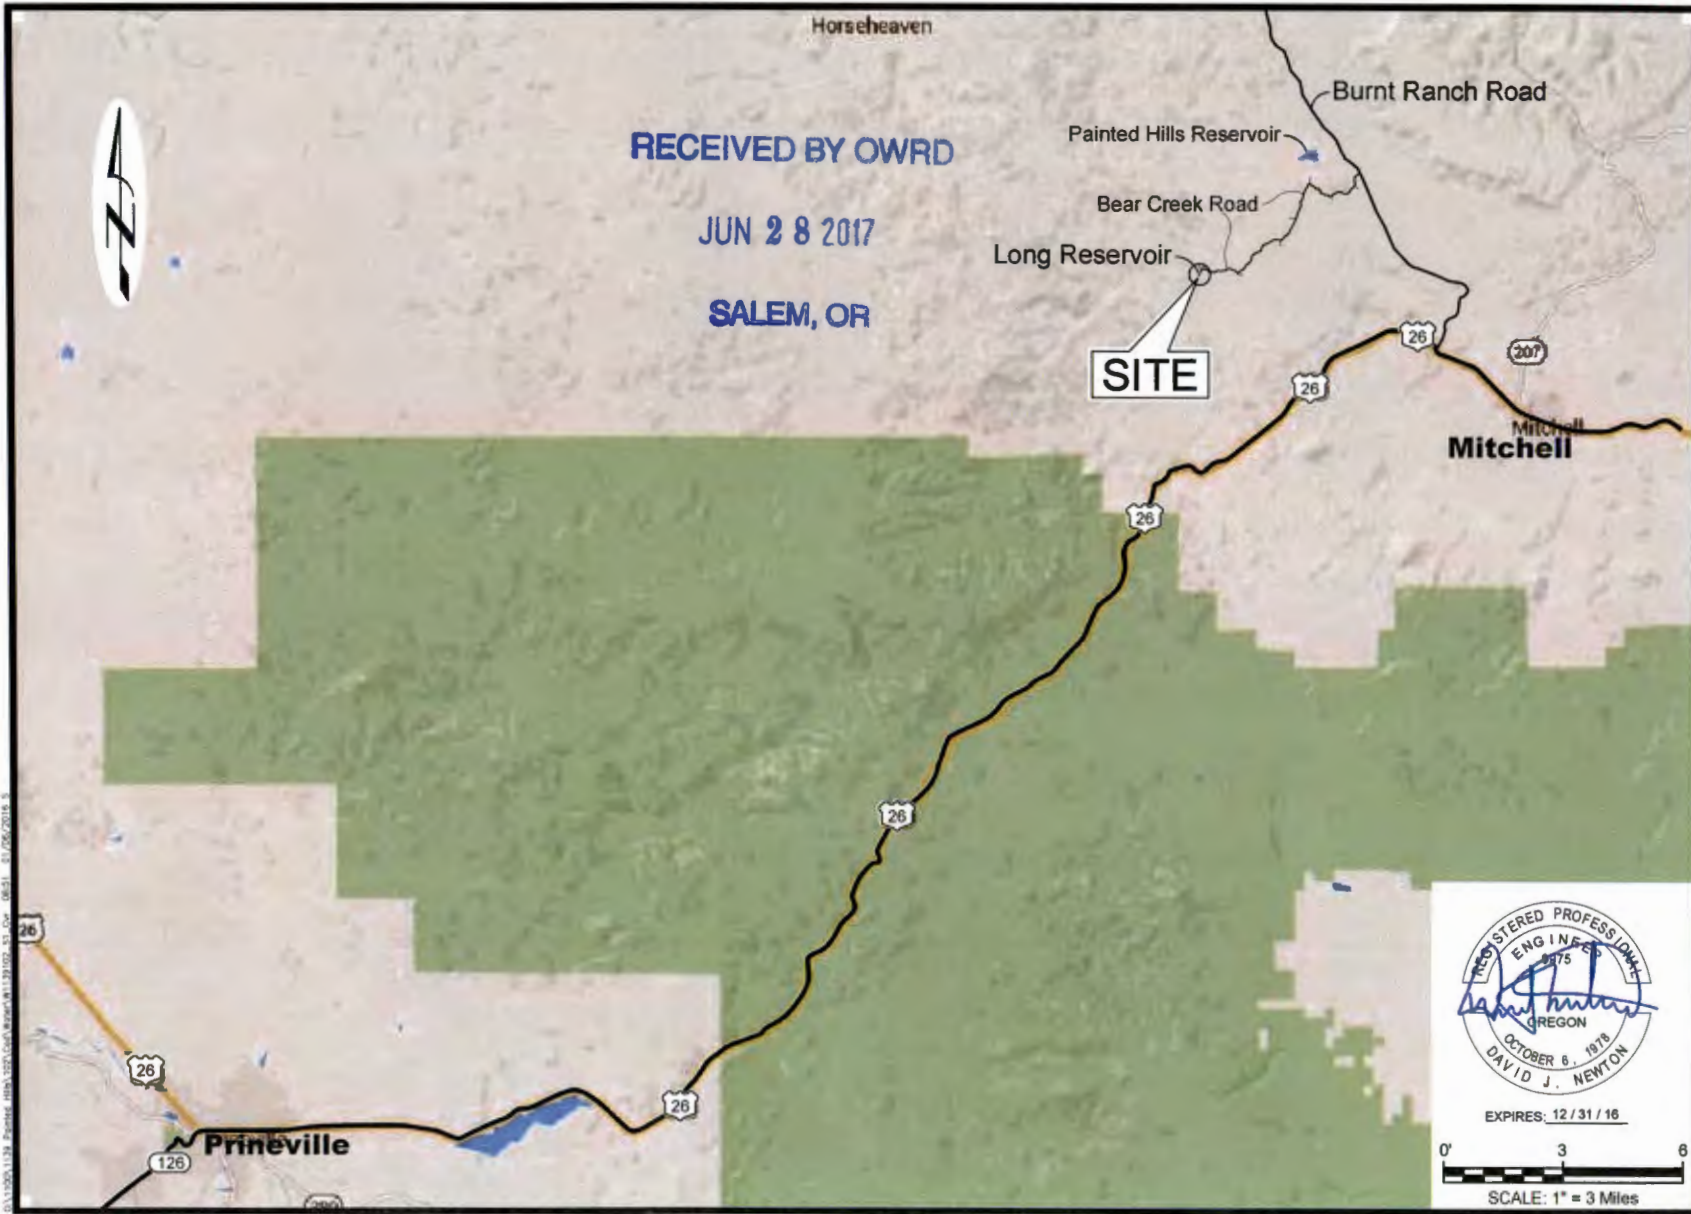 Horseheaven
Burnt Ranch Road
Painted Hills Reservoir
RECEIVED BY OWRD
JUN 28 2017
SALEM, OR
Bear Creek Road
Long Reservoir
SITE
N
26
26
207
Mitchell
Mitchell
26
26
26
26
26
Prineville
126
REGISTERED PROFESSIONAL
ENGINEER
9975
OREGON
OCTOBER 6, 1978
DAVID J. NEWTON
EXPIRES: 12 / 31 / 16
0' 3 6
SCALE: 1" = 3 Miles